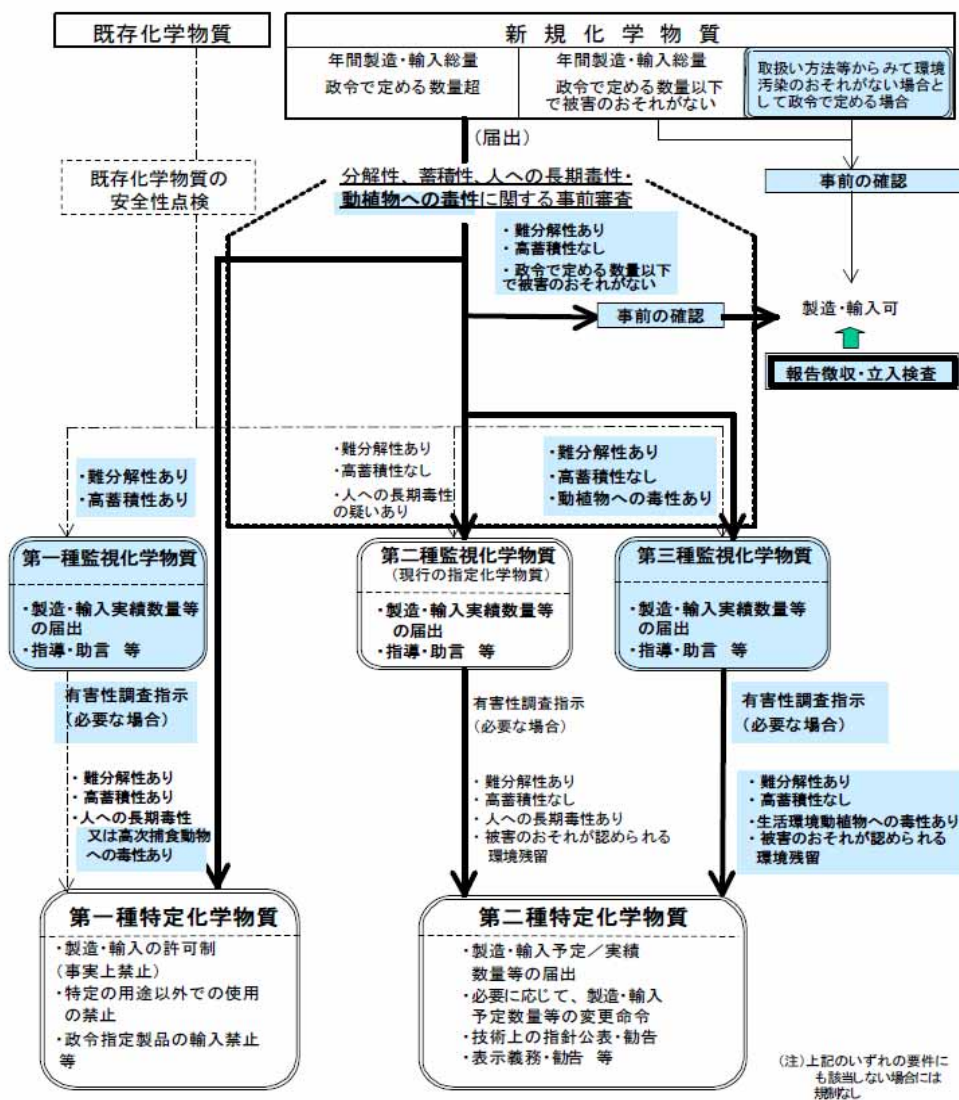 既存化学物質
新規化学物質
年間製造・輸入総量
政令で定める数量超
年間製造・輸入総量
政令で定める数量以下
で被害のおそれがない
取扱い方法等からみて環境
汚染のおそれがない場合と
して政令で定める場合
(届出)
既存化学物質の
安全性点検
分解性、蓄積性、人への長期毒性・
動植物への毒性に関する事前審査
事前の確認
・難分解性あり
・高蓄積性なし
・政令で定める数量以下
で被害のおそれがない
事前の確認
製造・輸入可
報告徴収・立入検査
・難分解性あり
・高蓄積性あり
・難分解性あり
・高蓄積性なし
・人への長期毒性
の疑いあり
・難分解性あり
・高蓄積性なし
・動植物への毒性あり
第一種監視化学物質
・製造・輸入実績数量等
の届出
・指導・助言 等
第二種監視化学物質
(現行の指定化学物質)
・製造・輸入実績数量等
の届出
・指導・助言 等
第三種監視化学物質
・製造・輸入実績数量等
の届出
・指導・助言 等
有害性調査指示
(必要な場合)
有害性調査指示
(必要な場合)
有害性調査指示
(必要な場合)
・難分解性あり
・高蓄積性あり
・人への長期毒性
又は高次捕食動物
への毒性あり
・難分解性あり
・高蓄積性なし
・人への長期毒性あり
・被害のおそれが認められる
環境残留
・難分解性あり
・高蓄積性なし
・生活環境動植物への毒性あり
・被害のおそれが認められる
環境残留
第一種特定化学物質
・製造・輸入の許可制
(事実上禁止)
・特定の用途以外での使用
の禁止
・政令指定製品の輸入禁止
等
第二種特定化学物質
・製造・輸入予定/実績
数量等の届出
・必要に応じて、製造・輸入
予定数量等の変更命令
・技術上の指針公表・勧告
・表示義務・勧告 等
(注)上記のいずれの要件に
も該当しない場合には
規制なし